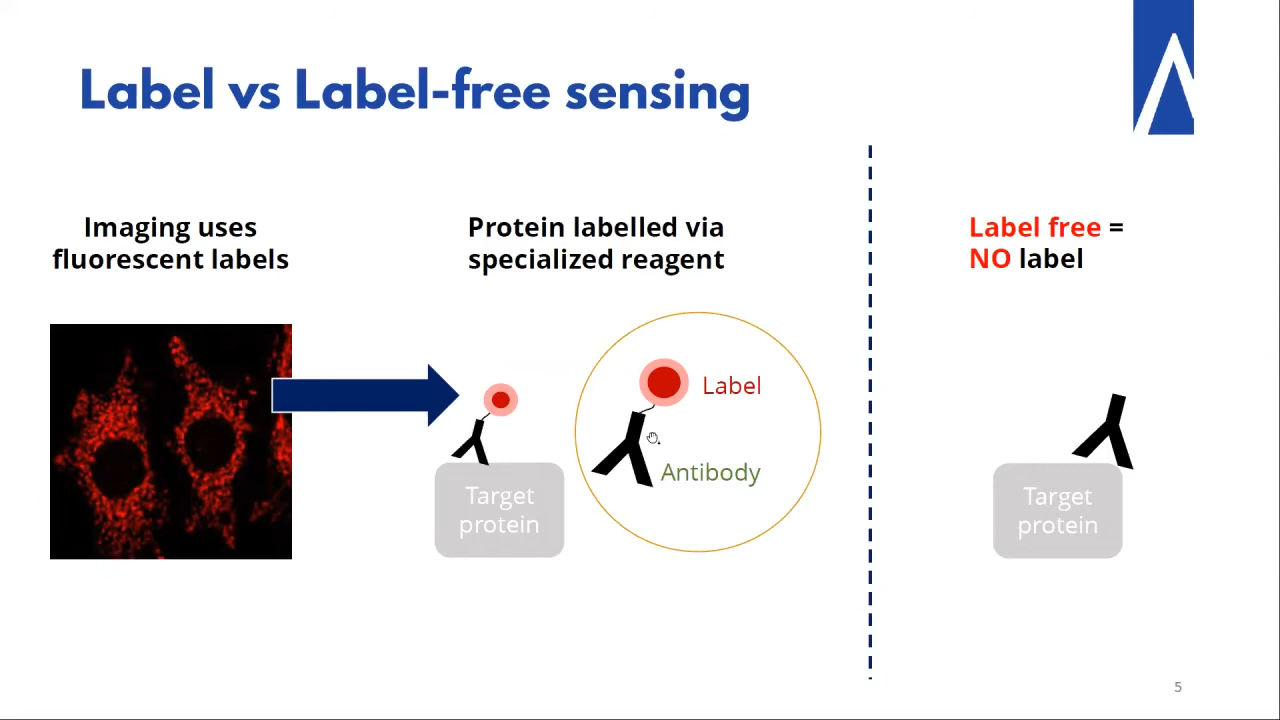 Label vs Label-free sensing
Imaging uses
fluorescent labels
Protein labelled via
specialized reagent
Label free =
NO label
Label
Antibody
Target
protein
Target
protein
5